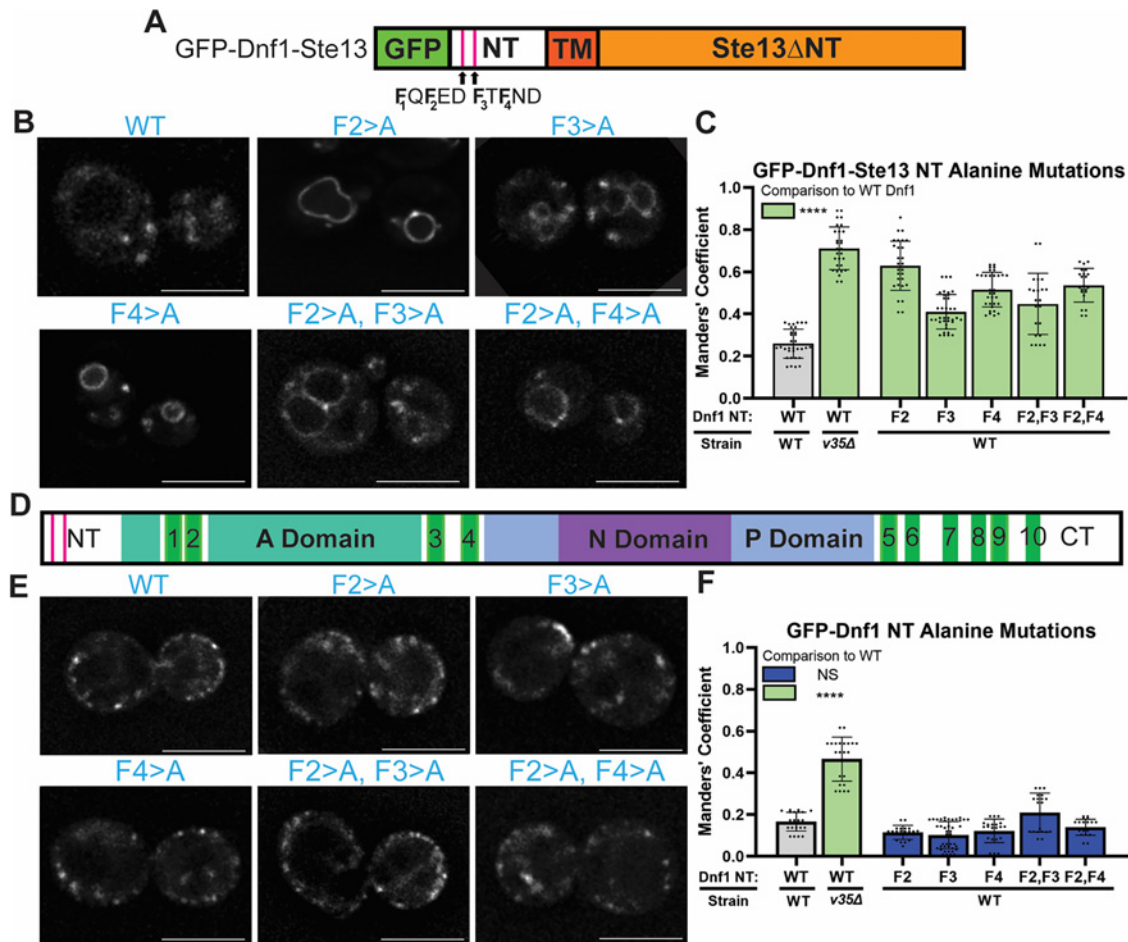 A
GFP-Dnf1-Ste13
GFP NT TM Ste13ΔNT
F1QF2ED F3TF4ND
B
WT F2>A F3>A
F4>A F2>A, F3>A F2>A, F4>A
C
GFP-Dnf1-Ste13 NT Alanine Mutations
Comparison to WT Dnf1
****
Manders' Coefficient
1.0
0.8
0.6
0.4
0.2
0.0
Dnf1 NT: WT WT F2 F3 F4 F2,F3 F2,F4
Strain WT v35Δ WT
D
NT 1 2 A Domain 3 4 N Domain P Domain 5 6 7 8 9 10 CT
E
WT F2>A F3>A
F4>A F2>A, F3>A F2>A, F4>A
F
GFP-Dnf1 NT Alanine Mutations
Comparison to WT
NS
****
Manders' Coefficient
1.0
0.8
0.6
0.4
0.2
0.0
Dnf1 NT: WT WT F2 F3 F4 F2,F3 F2,F4
Strain WT v35Δ WT